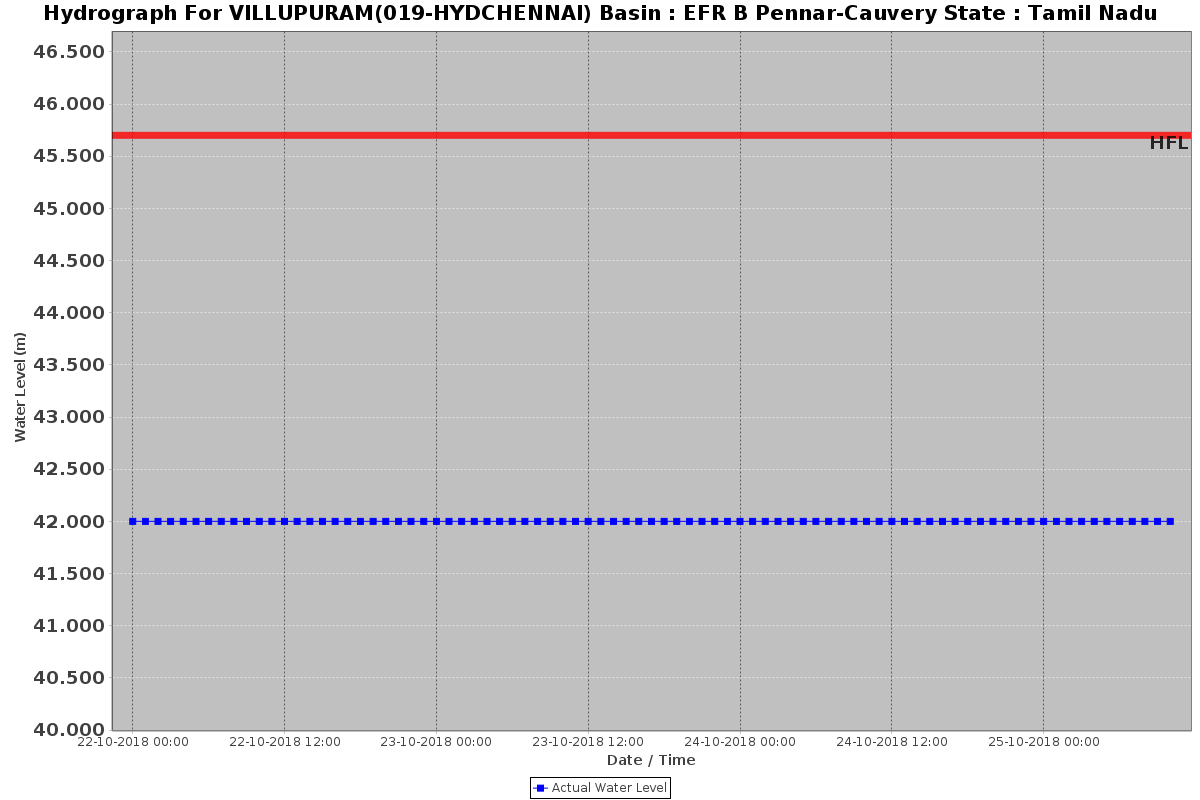 Hydrograph For VILLUPURAM(019-HYDCHENNAI) Basin : EFR B Pennar-Cauvery State : Tamil Nadu
46.500
46.000
HFL
45.500
45.000
44.500
44.000
43.500
Water Level (m)
43.000
42.500
42.000
41.500
41.000
40.500
40.000
22-10-2018 00:00 22-10-2018 12:00 23-10-2018 00:00 23-10-2018 12:00 24-10-2018 00:00 24-10-2018 12:00 25-10-2018 00:00
Date / Time
Actual Water Level